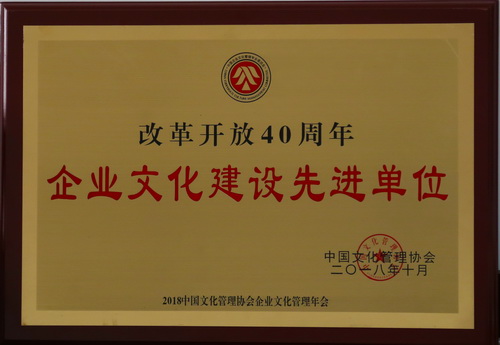 改革开放40周年
企业文化建设先进单位
中国文化管理协会
二〇一八年十月
2018中国文化管理协会企业文化管理年会